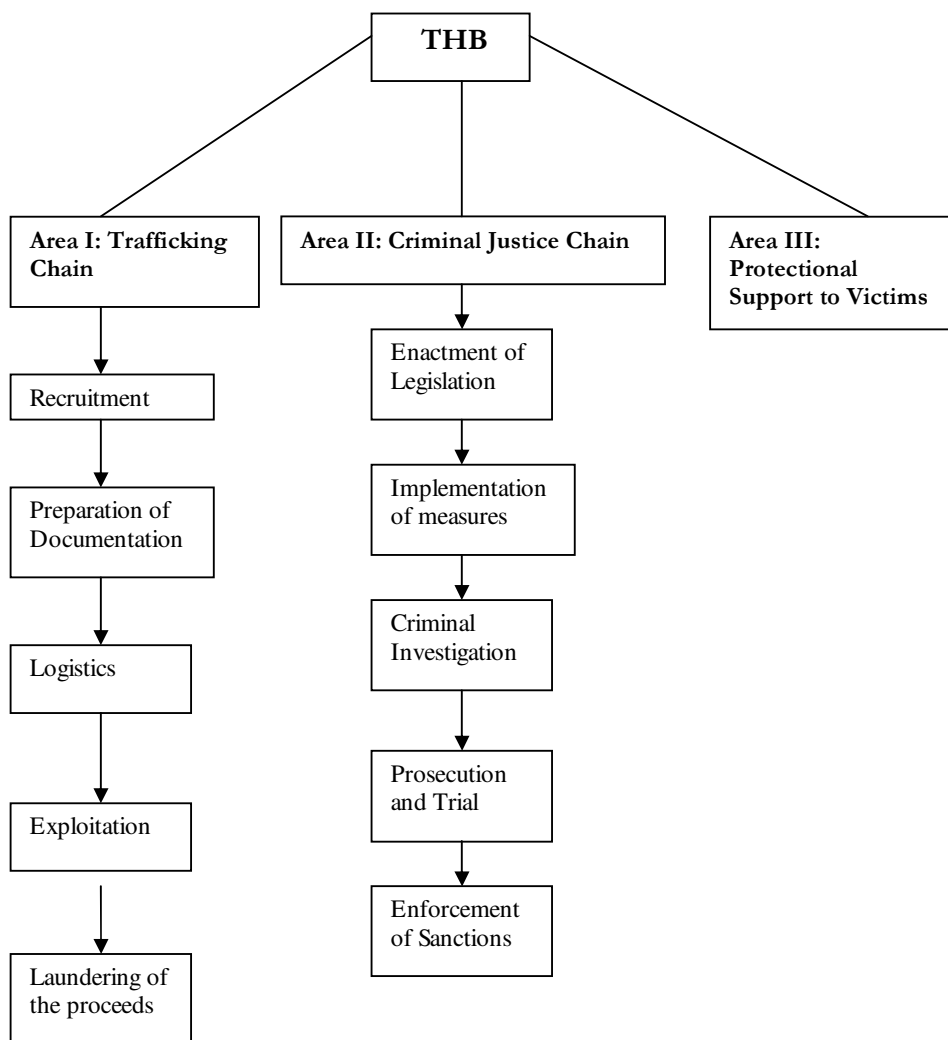 THB
Area I: Trafficking
Chain
Recruitment
Preparation of
Documentation
Logistics
Exploitation
Laundering of
the proceeds
Area II: Criminal Justice Chain
Enactment of
Legislation
Implementation
of measures
Criminal
Investigation
Prosecution
and Trial
Enforcement
of Sanctions
Area III:
Protectional
Support to Victims